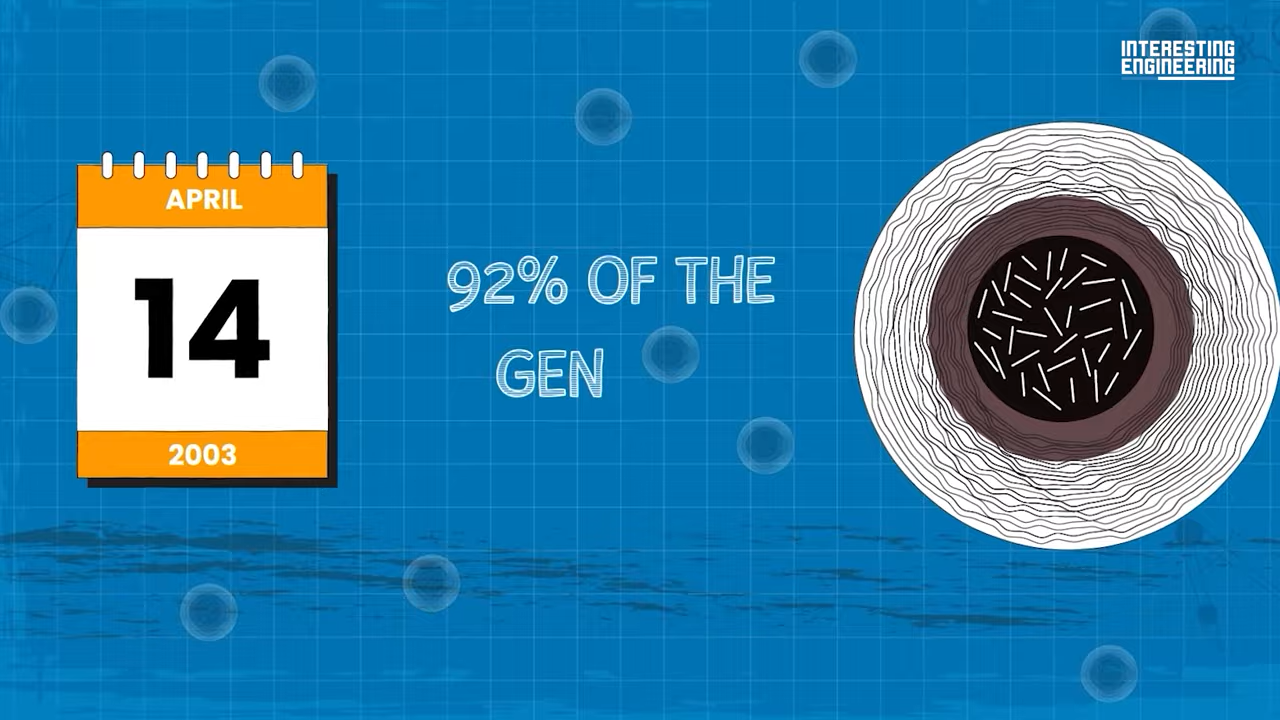 INTERESTING
ENGINEERING
APRIL
14
2003
92% OF THE
GEN